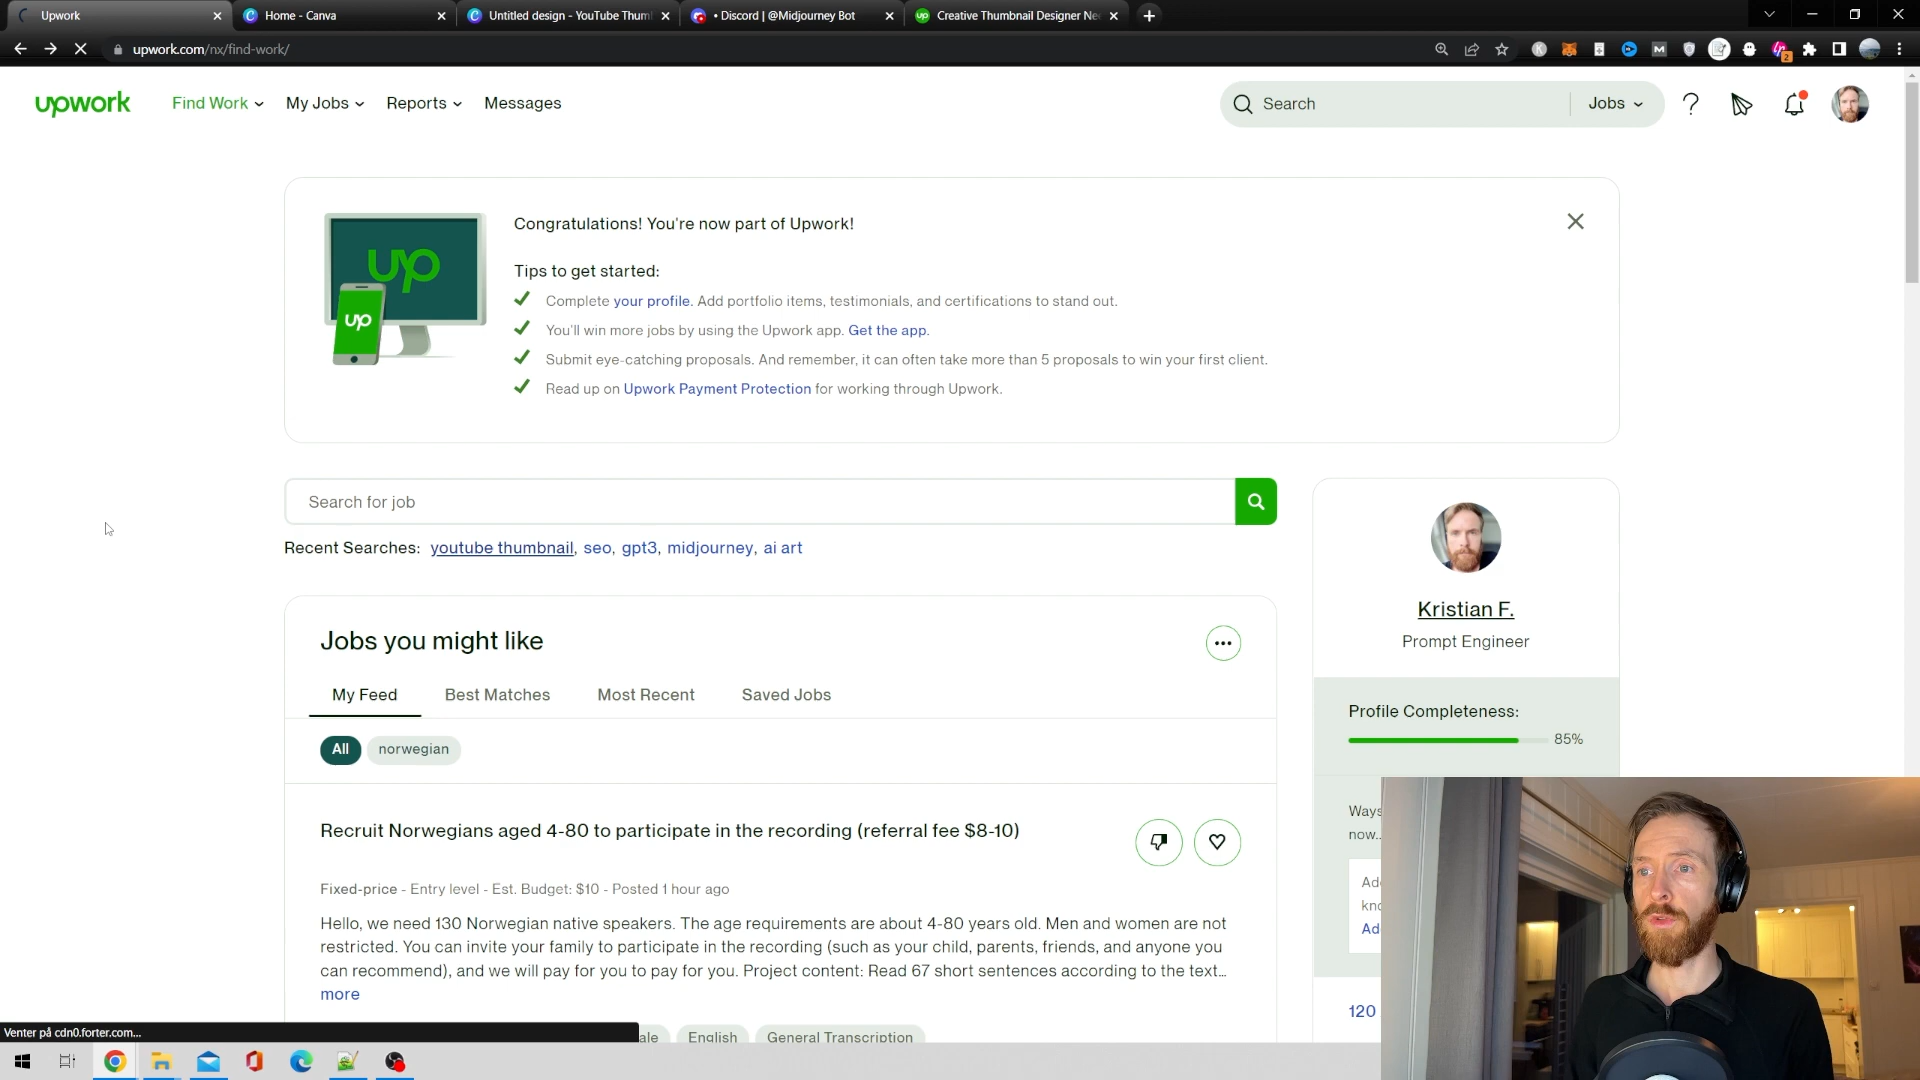 Upwork
Home - Canva
Untitled design - YouTube Thum
• Discord | @Midjourney Bot
Creative Thumbnail Designer Ne
upwork.com/nx/find-work/
2
upwork
Find Work
My Jobs
Reports
Messages
Search
Jobs
Congratulations! You're now part of Upwork!
up
up
Tips to get started:
Complete your profile. Add portfolio items, testimonials, and certifications to stand out.
You'll win more jobs by using the Upwork app. Get the app.
Submit eye-catching proposals. And remember, it can often take more than 5 proposals to win your first client.
Read up on Upwork Payment Protection for working through Upwork.
Search for job
Recent Searches: youtube thumbnail, seo, gpt3, midjourney, ai art
Kristian F.
Prompt Engineer
Jobs you might like
My Feed
Best Matches
Most Recent
Saved Jobs
Profile Completeness:
85%
All
norwegian
Ways
now..
Recruit Norwegians aged 4-80 to participate in the recording (referral fee $8-10)
Fixed-price - Entry level - Est. Budget: $10 - Posted 1 hour ago
Hello, we need 130 Norwegian native speakers. The age requirements are about 4-80 years old. Men and women are not
restricted. You can invite your family to participate in the recording (such as your child, parents, friends, and anyone you
can recommend), and we will pay for you to pay for you. Project content: Read 67 short sentences according to the text...
more
120
Venter på cdn0.forter.com...
ale
English
General Transcription